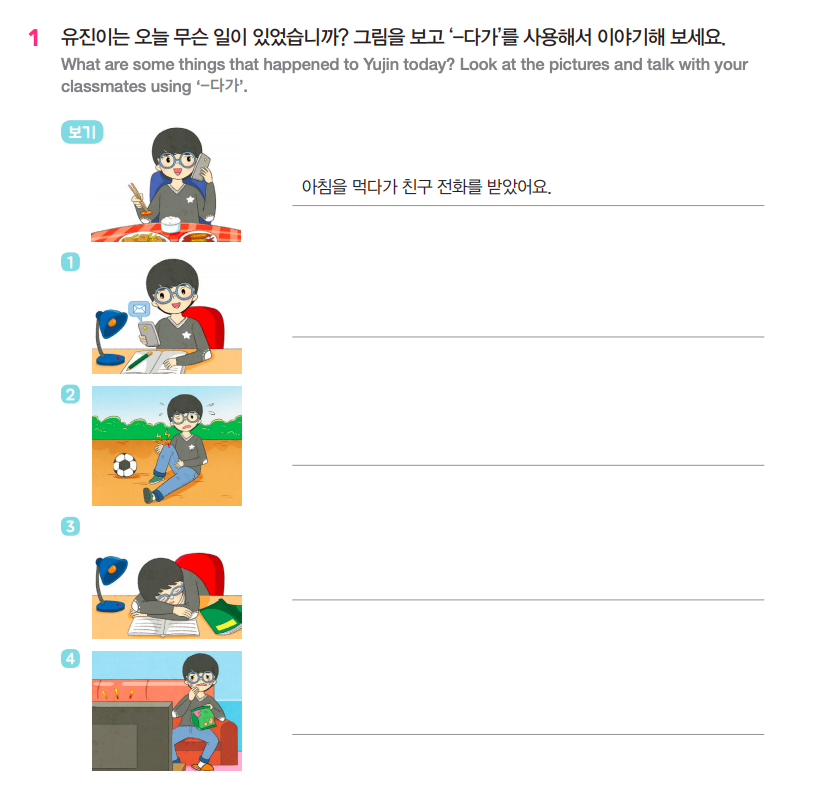 1 유진이는 오늘 무슨 일이 있었습니까? 그림을 보고 ‘–다가’를 사용해서 이야기해 보세요.
What are some things that happened to Yujin today? Look at the pictures and talk with your
classmates using ‘–다가’.
보기
아침을 먹다가 친구 전화를 받았어요.
1
2
3
4